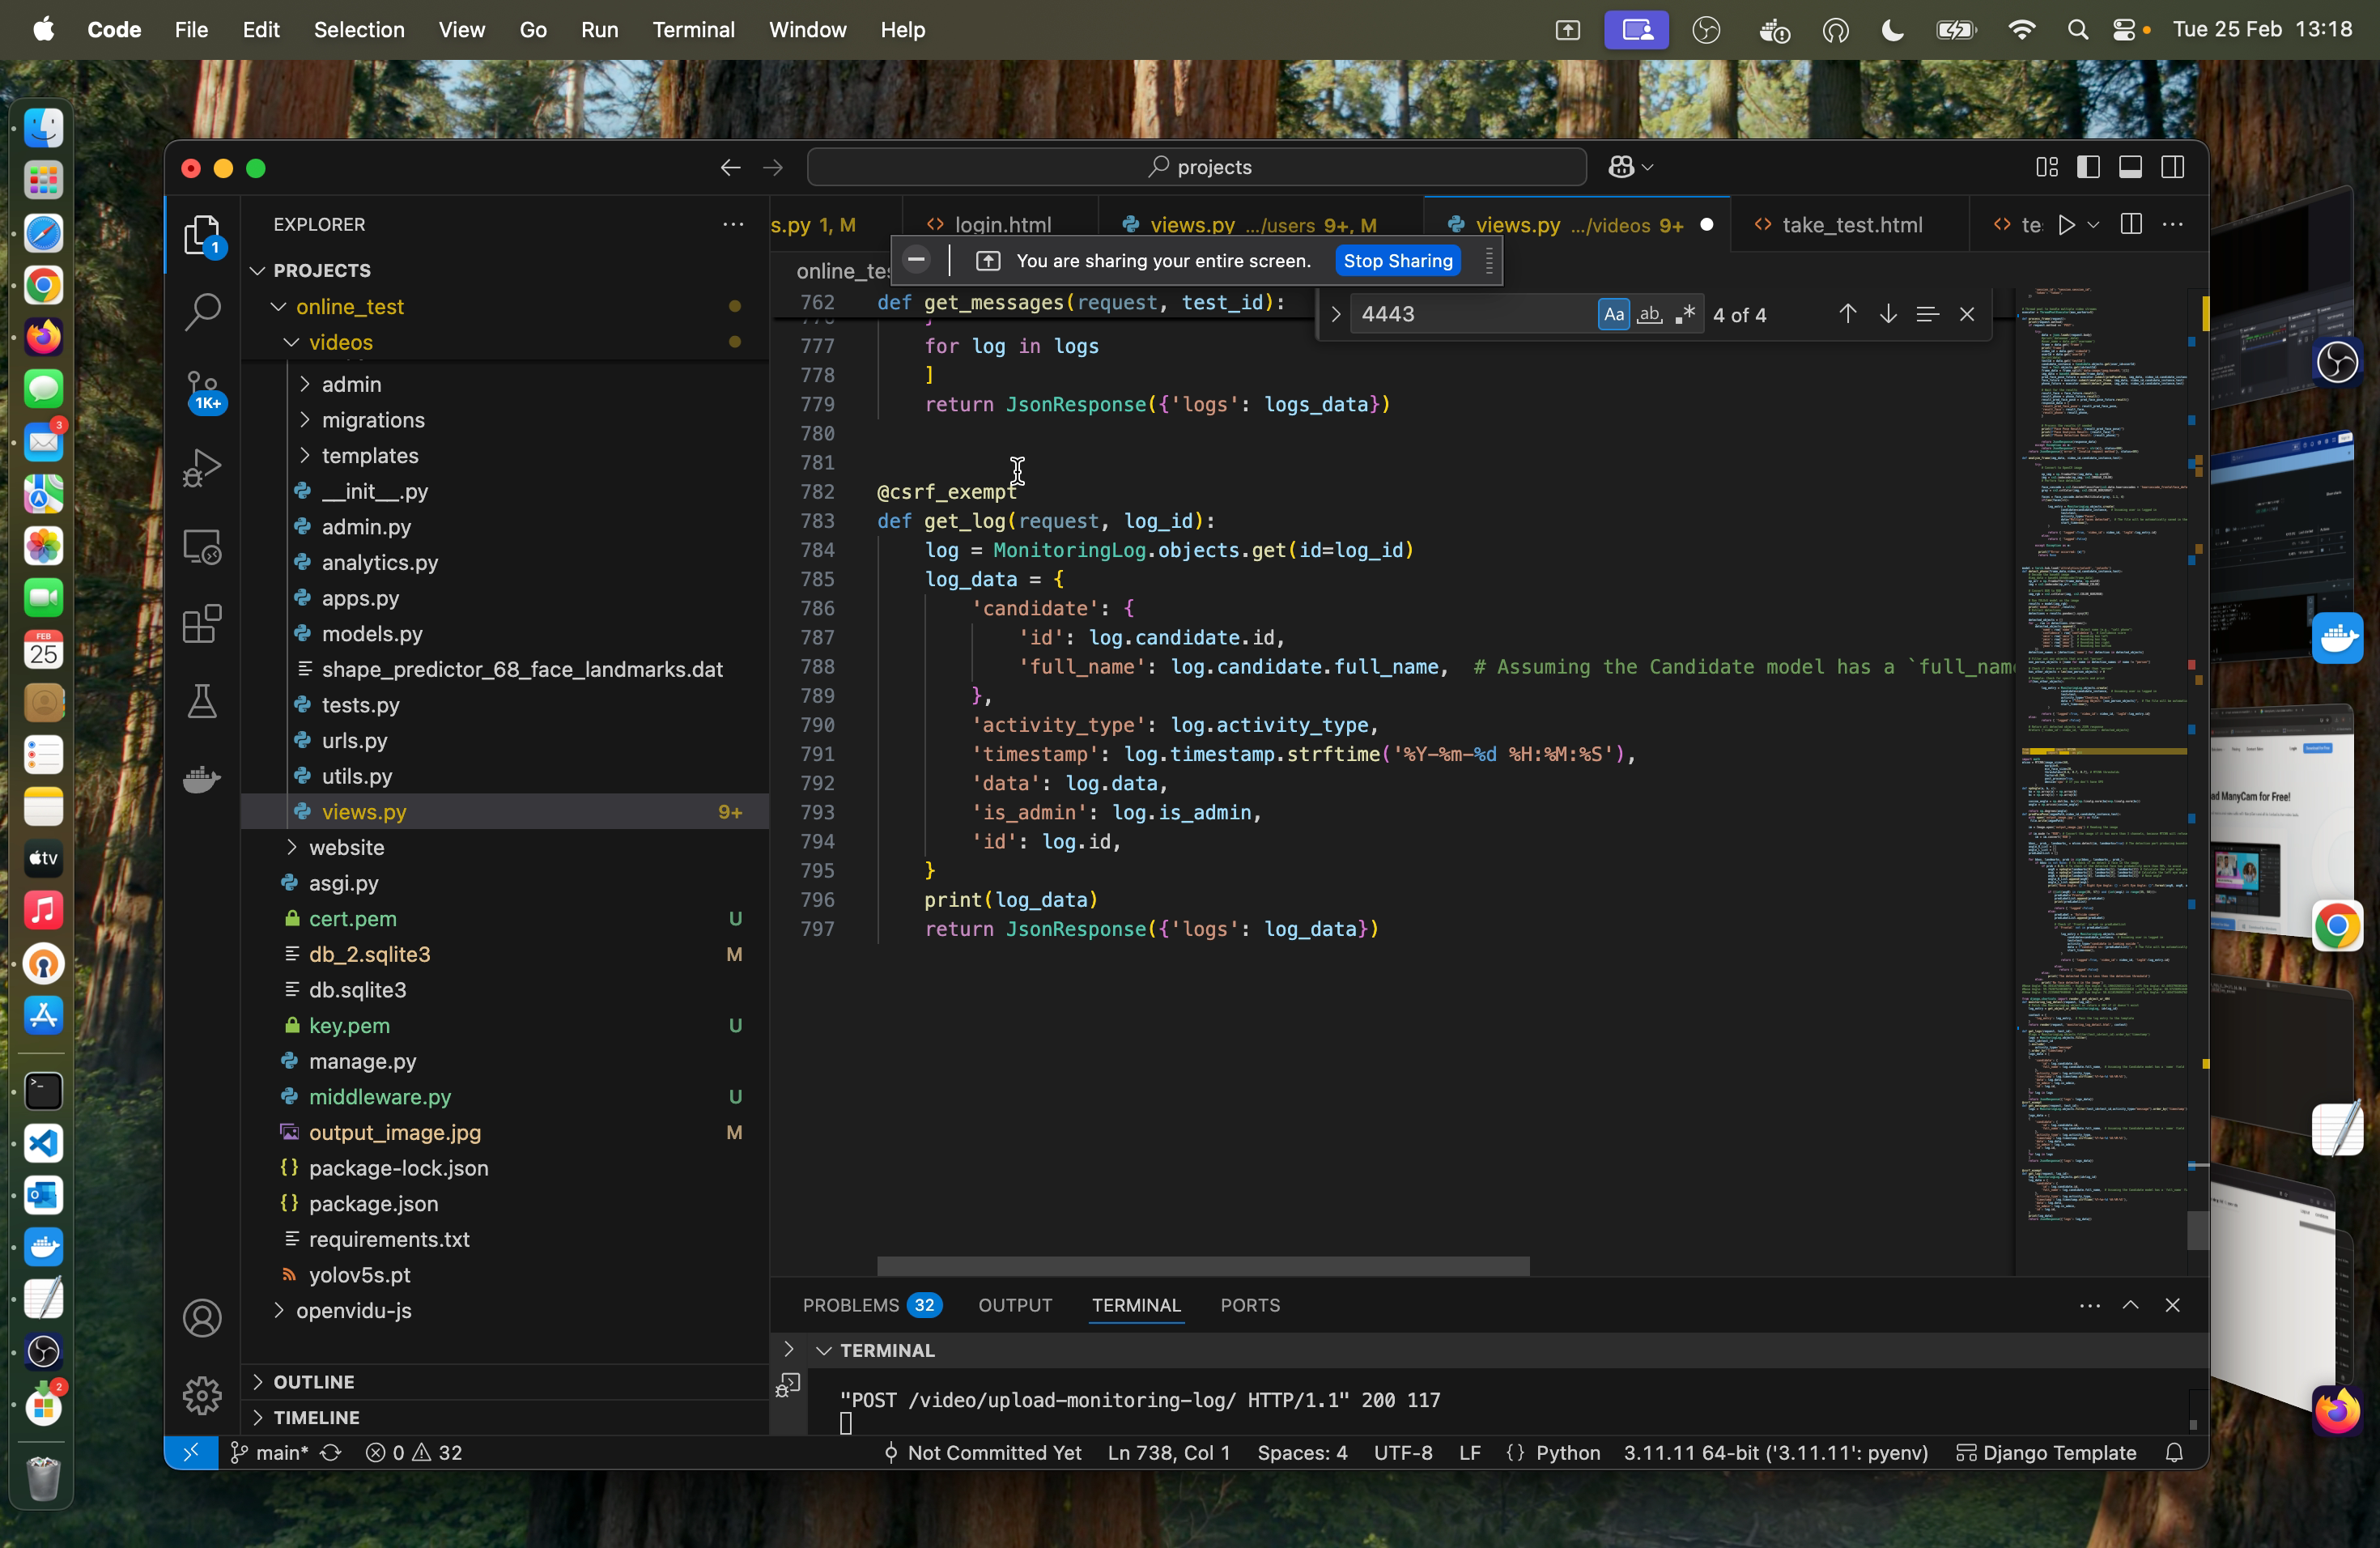 Code File Edit Selection View Go Run Terminal Window Help Tue 25 Feb 13:18
projects
EXPLORER
PROJECTS
online_test
videos
admin
migrations
templates
__init__.py
admin.py
analytics.py
apps.py
models.py
shape_predictor_68_face_landmarks.dat
tests.py
urls.py
utils.py
views.py 9+
website
asgi.py
cert.pem U
db_2.sqlite3 M
db.sqlite3
key.pem U
manage.py
middleware.py U
output_image.jpg M
package-lock.json
package.json
requirements.txt
yolov5s.pt
openvidu-js
OUTLINE
TIMELINE
1
1K+
3
FEB
25
tv
2
s.py 1, M login.html views.py .../users 9+, M views.py .../videos 9+ take_test.html te
online_te
You are sharing your entire screen. Stop Sharing
4443 Aa ab 4 of 4
762 def get_messages(request, test_id):
777 for log in logs
778 ]
779 return JsonResponse({'logs': logs_data})
780
781
782 @csrf_exempt
783 def get_log(request, log_id):
784 log = MonitoringLog.objects.get(id=log_id)
785 log_data = {
786 'candidate': {
787 'id': log.candidate.id,
788 'full_name': log.candidate.full_name, # Assuming the Candidate model has a `full_nam
789 },
790 'activity_type': log.activity_type,
791 'timestamp': log.timestamp.strftime('%Y-%m-%d %H:%M:%S'),
792 'data': log.data,
793 'is_admin': log.is_admin,
794 'id': log.id,
795 }
796 print(log_data)
797 return JsonResponse({'logs': log_data})
PROBLEMS 32 OUTPUT TERMINAL PORTS
TERMINAL
"POST /video/upload-monitoring-log/ HTTP/1.1" 200 117
main* 0 32 Not Committed Yet Ln 738, Col 1 Spaces: 4 UTF-8 LF {} Python 3.11.11 64-bit ('3.11.11': pyenv) Django Template
ad ManyCam for Free!